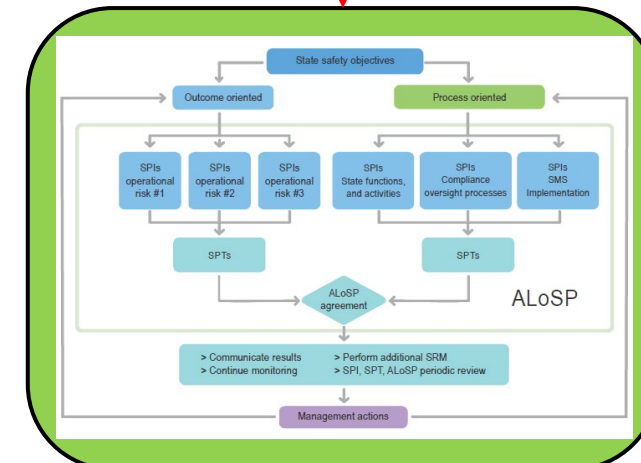 State safety objectives
Outcome oriented
Process oriented
SPIs
operational
risk #1
SPIs
operational
risk #2
SPIs
operational
risk #3
SPIs
State functions,
and activities
SPIs
Compliance
oversight processes
SPIs
SMS
Implementation
SPTs
SPTs
ALoSP
agreement
ALoSP
> Communicate results
> Continue monitoring
> Perform additional SRM
> SPI, SPT, ALoSP periodic review
Management actions